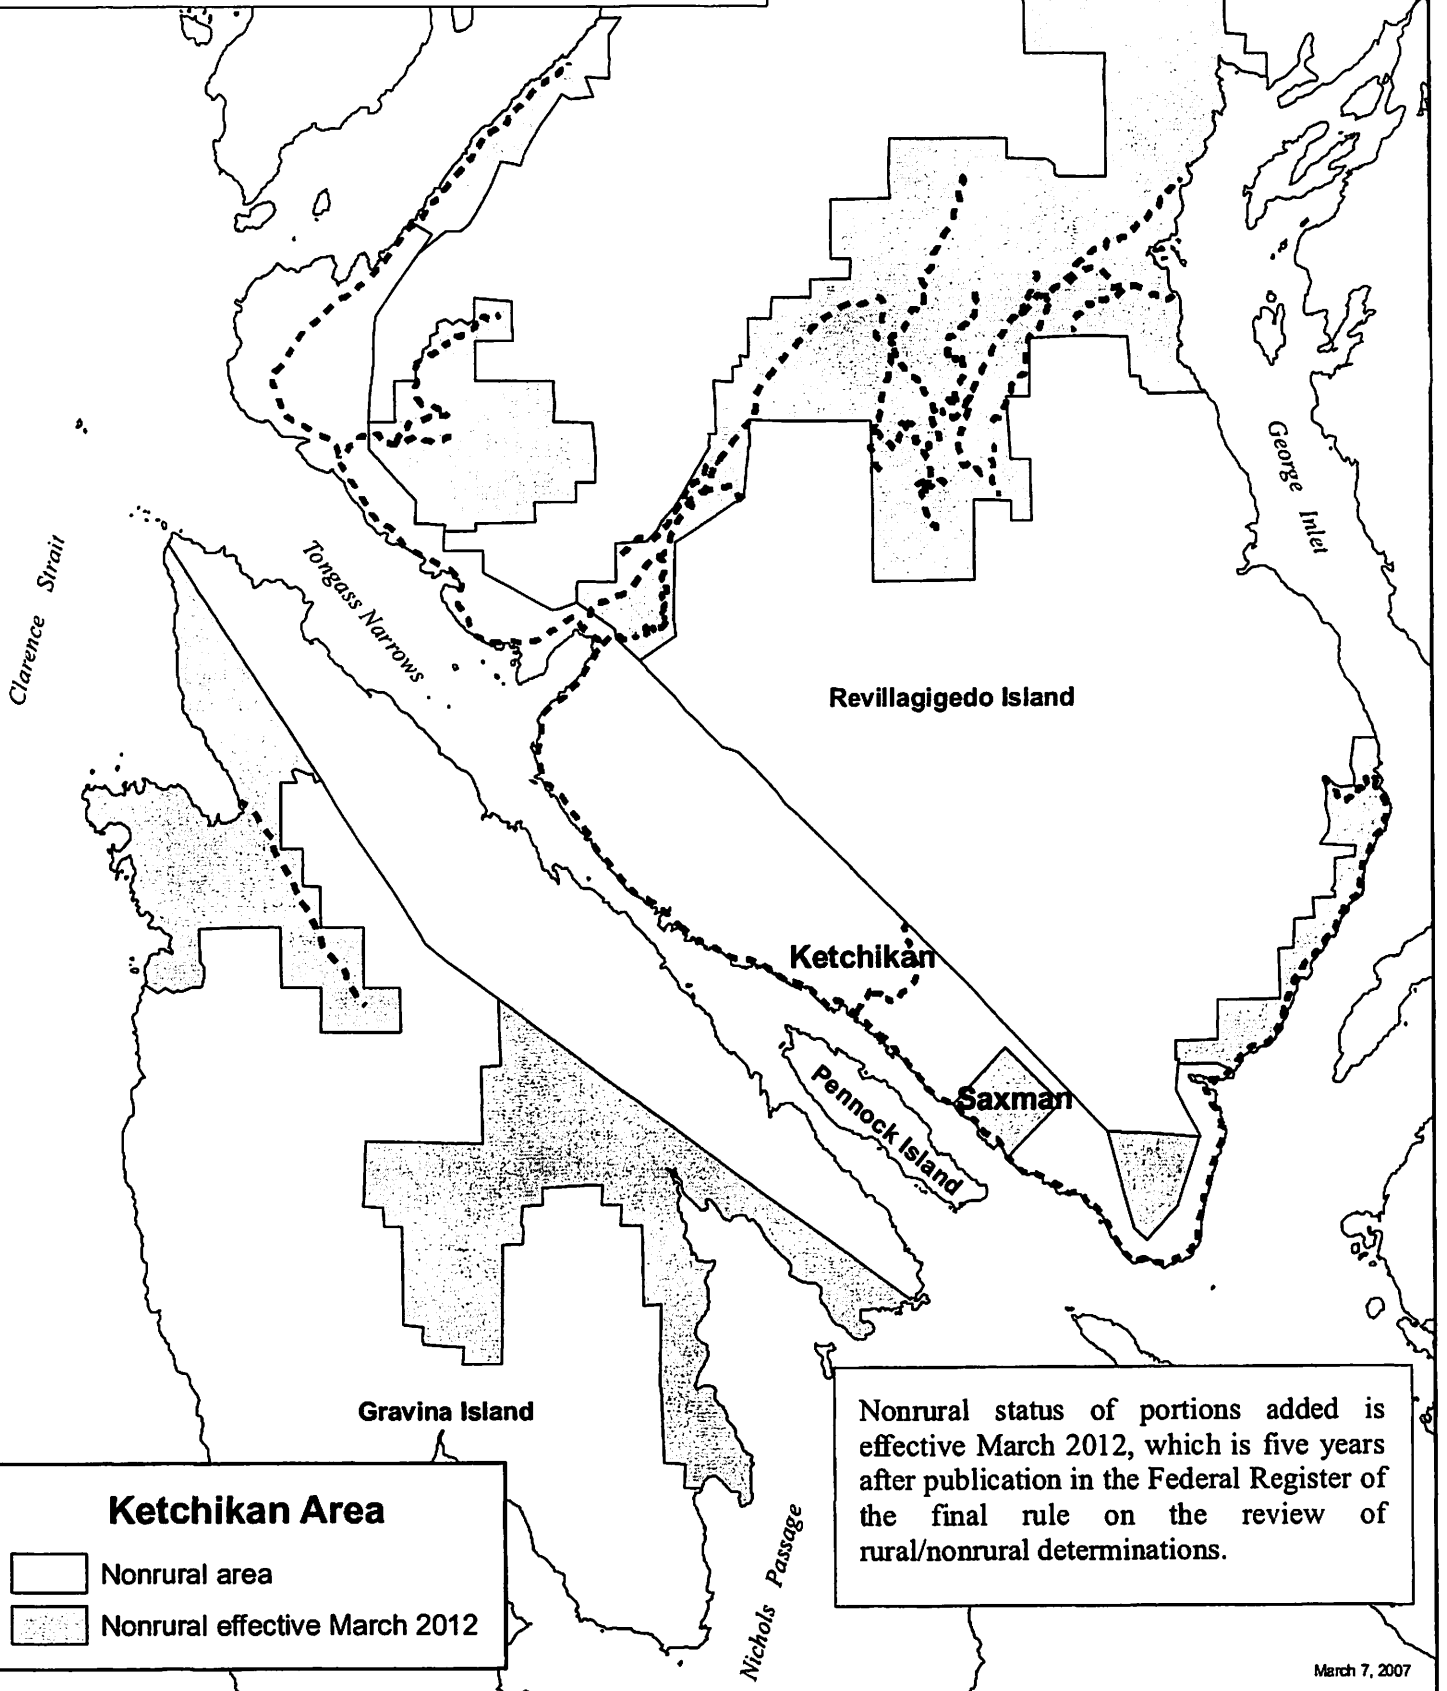 George Inlet
Clarence Strait
Tongass Narrows
Revillagigedo Island
Ketchikan
Saxman
Pennock Island
Gravina Island
Nonrural status of portions added is
effective March 2012, which is five years
after publication in the Federal Register of
the final rule on the review of
rural/nonrural determinations.
Ketchikan Area
Nonrural area
Nonrural effective March 2012
Nichols Passage
March 7, 2007